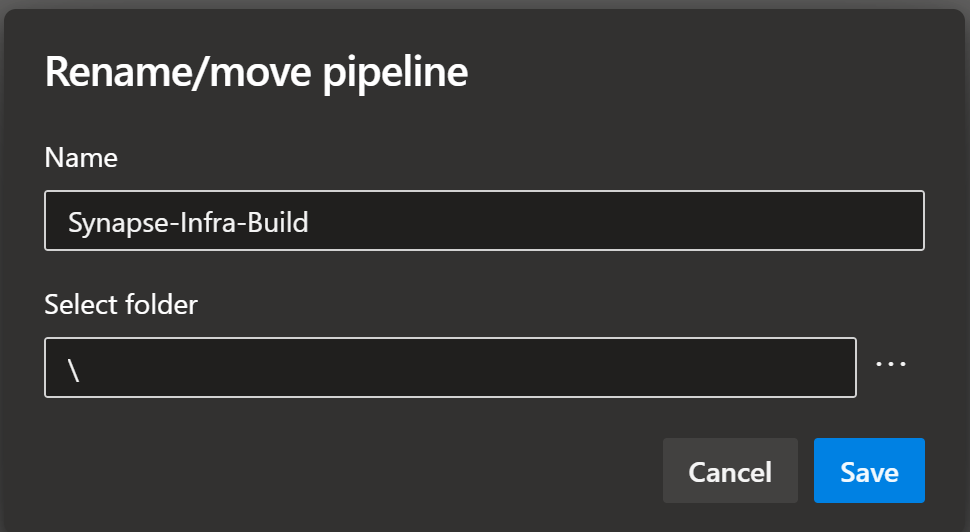 Rename/move pipeline
Name
Synapse-Infra-Build
Select folder
\
...
Cancel
Save